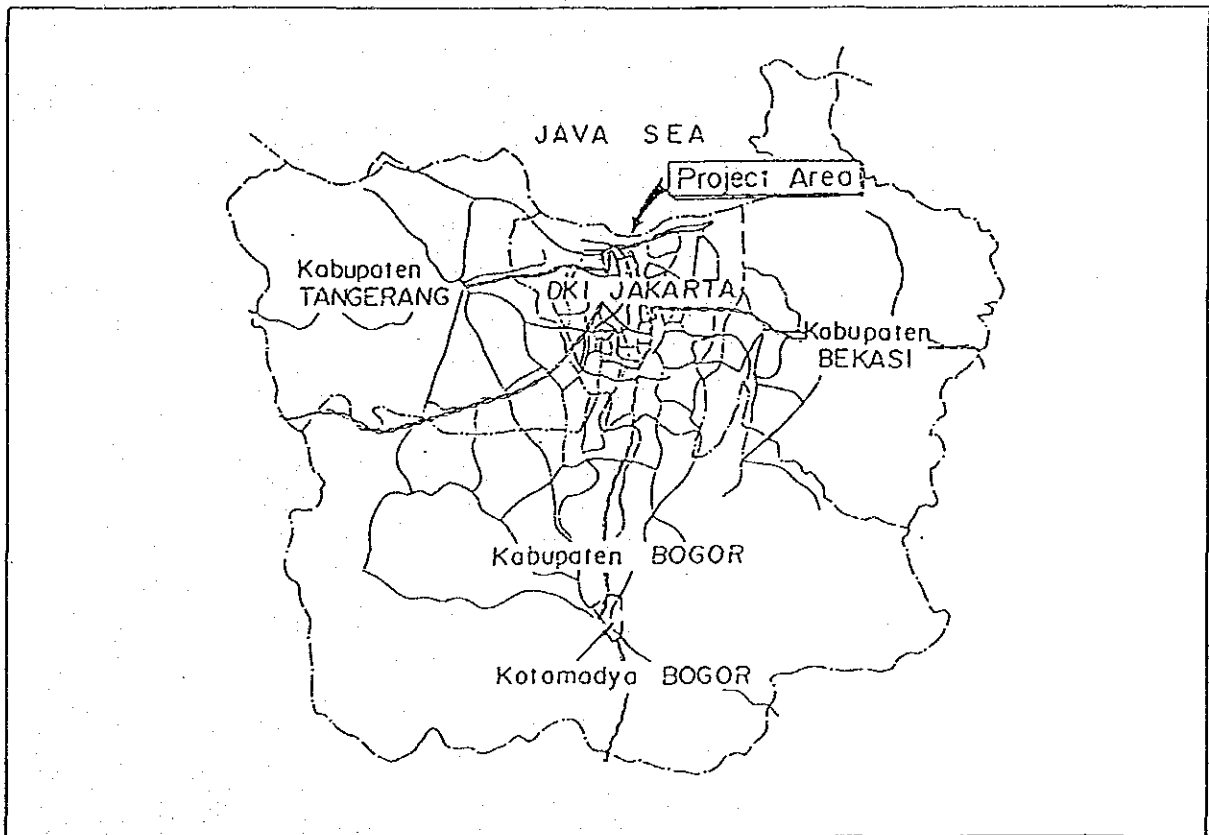 JAVA SEA
Project Area
Kabupaten
TANGERANG
DKI JAKARTA
Kabupaten
BEKASI
Kabupaten BOGOR
Kotamadya BOGOR